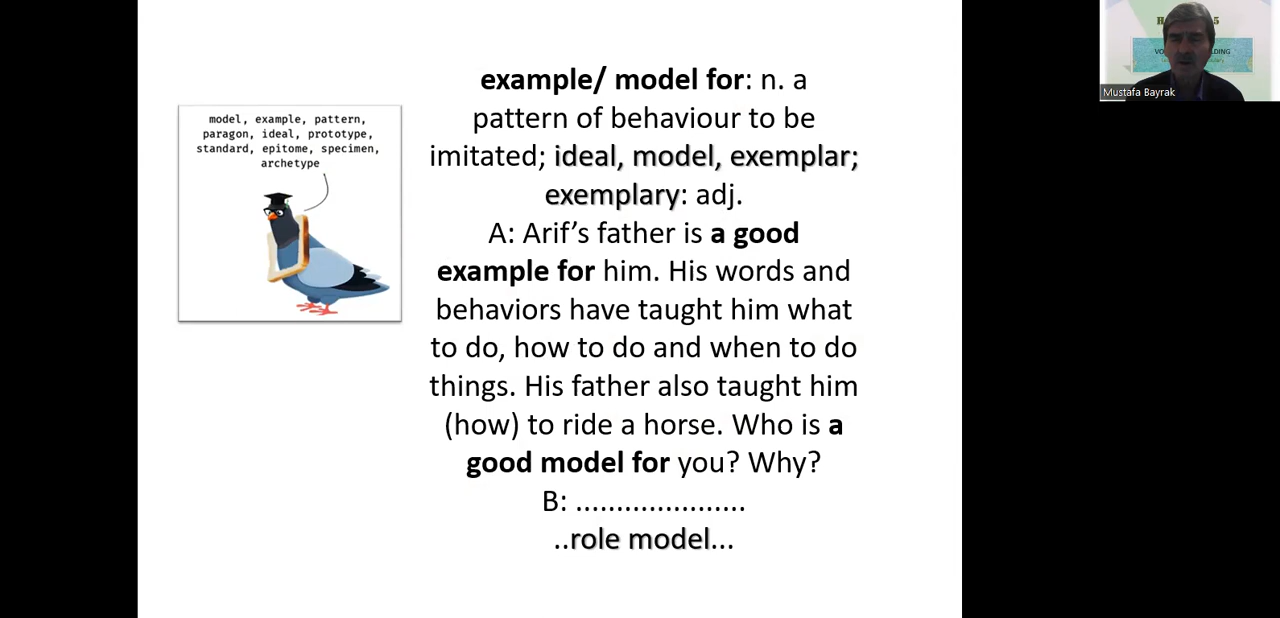 model, example, pattern,
paragon, ideal, prototype,
standard, epitome, specimen,
archetype
example/ model for: n. a
pattern of behaviour to be
imitated; ideal, model, exemplar;
exemplary: adj.
A: Arif’s father is a good
example for him. His words and
behaviors have taught him what
to do, how to do and when to do
things. His father also taught him
(how) to ride a horse. Who is a
good model for you? Why?
B: .....................
..role model...
Mustafa Bayrak